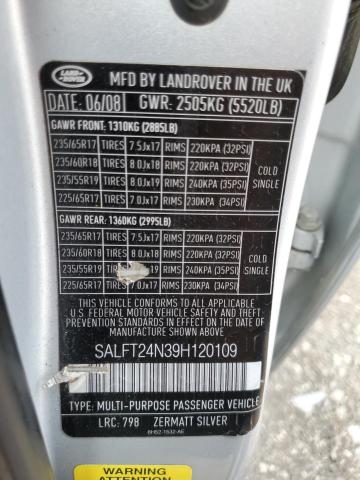 LAND ROVER
MFD BY LANDROVER IN THE UK
DATE: 06/08 GWR: 2505KG (5520LB)
GAWR FRONT: 1310KG (2885LB)
235/65R17 TIRES 7.5Jx17 RIMS 220KPA (32PSI)
235/60R18 TIRES 8.0Jx18 RIMS 220KPA (32PSI) COLD
235/55R19 TIRES 8.0Jx19 RIMS 240KPA (35PSI) SINGLE
225/65R17 TIRES 7.0Jx17 RIMS 230KPA (34PSI)
GAWR REAR: 1360KG (2995LB)
235/65R17 TIRES 7.5Jx17 RIMS 220KPA (32PSI)
235/60R18 TIRES 8.0Jx18 RIMS 220KPA (32PSI) COLD
235/55R19 TIRES Jx19 RIMS 240KPA (35PSI) SINGLE
225/65R17 TIRES 7.0Jx17 RIMS 230KPA (34PSI)
THIS VEHICLE CONFORMS TO ALL APPLICABLE
U.S. FEDERAL MOTOR VEHICLE SAFETY AND THEFT
PREVENTION STANDARDS IN EFFECT ON THE DATE
OF MANUFACTURE SHOWN ABOVE.
SALFT24N39H120109
TYPE: MULTI-PURPOSE PASSENGER VEHICLE
LRC: 798 ZERMATT SILVER
6H52-1532-AE
WARNING